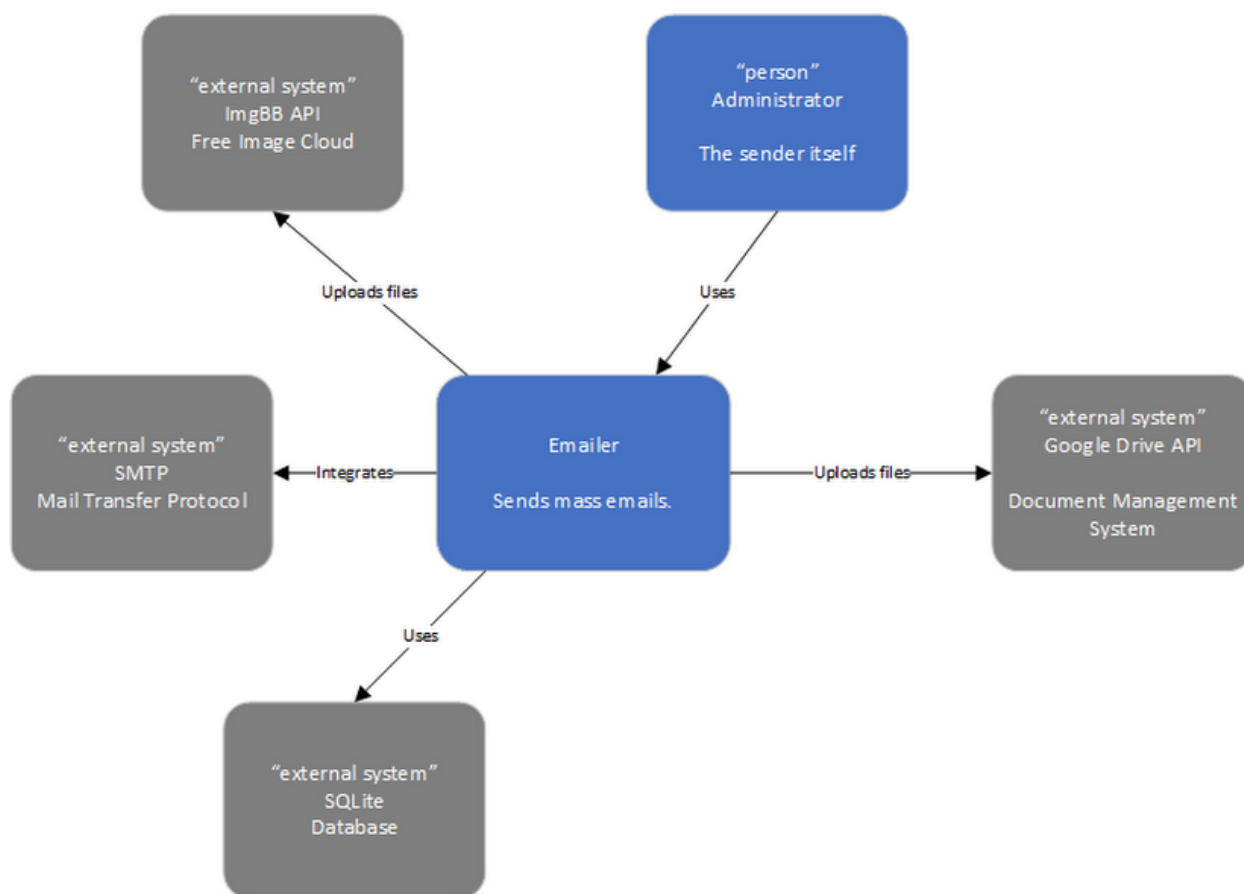 “external system”
ImgBB API
Free Image Cloud
“person”
Administrator
The sender itself
Uploads files
Uses
“external system”
SMTP
Mail Transfer Protocol
Integrates
Emailer
Sends mass emails.
Uploads files
“external system”
Google Drive API
Document Management
System
Uses
“external system”
SQLite
Database